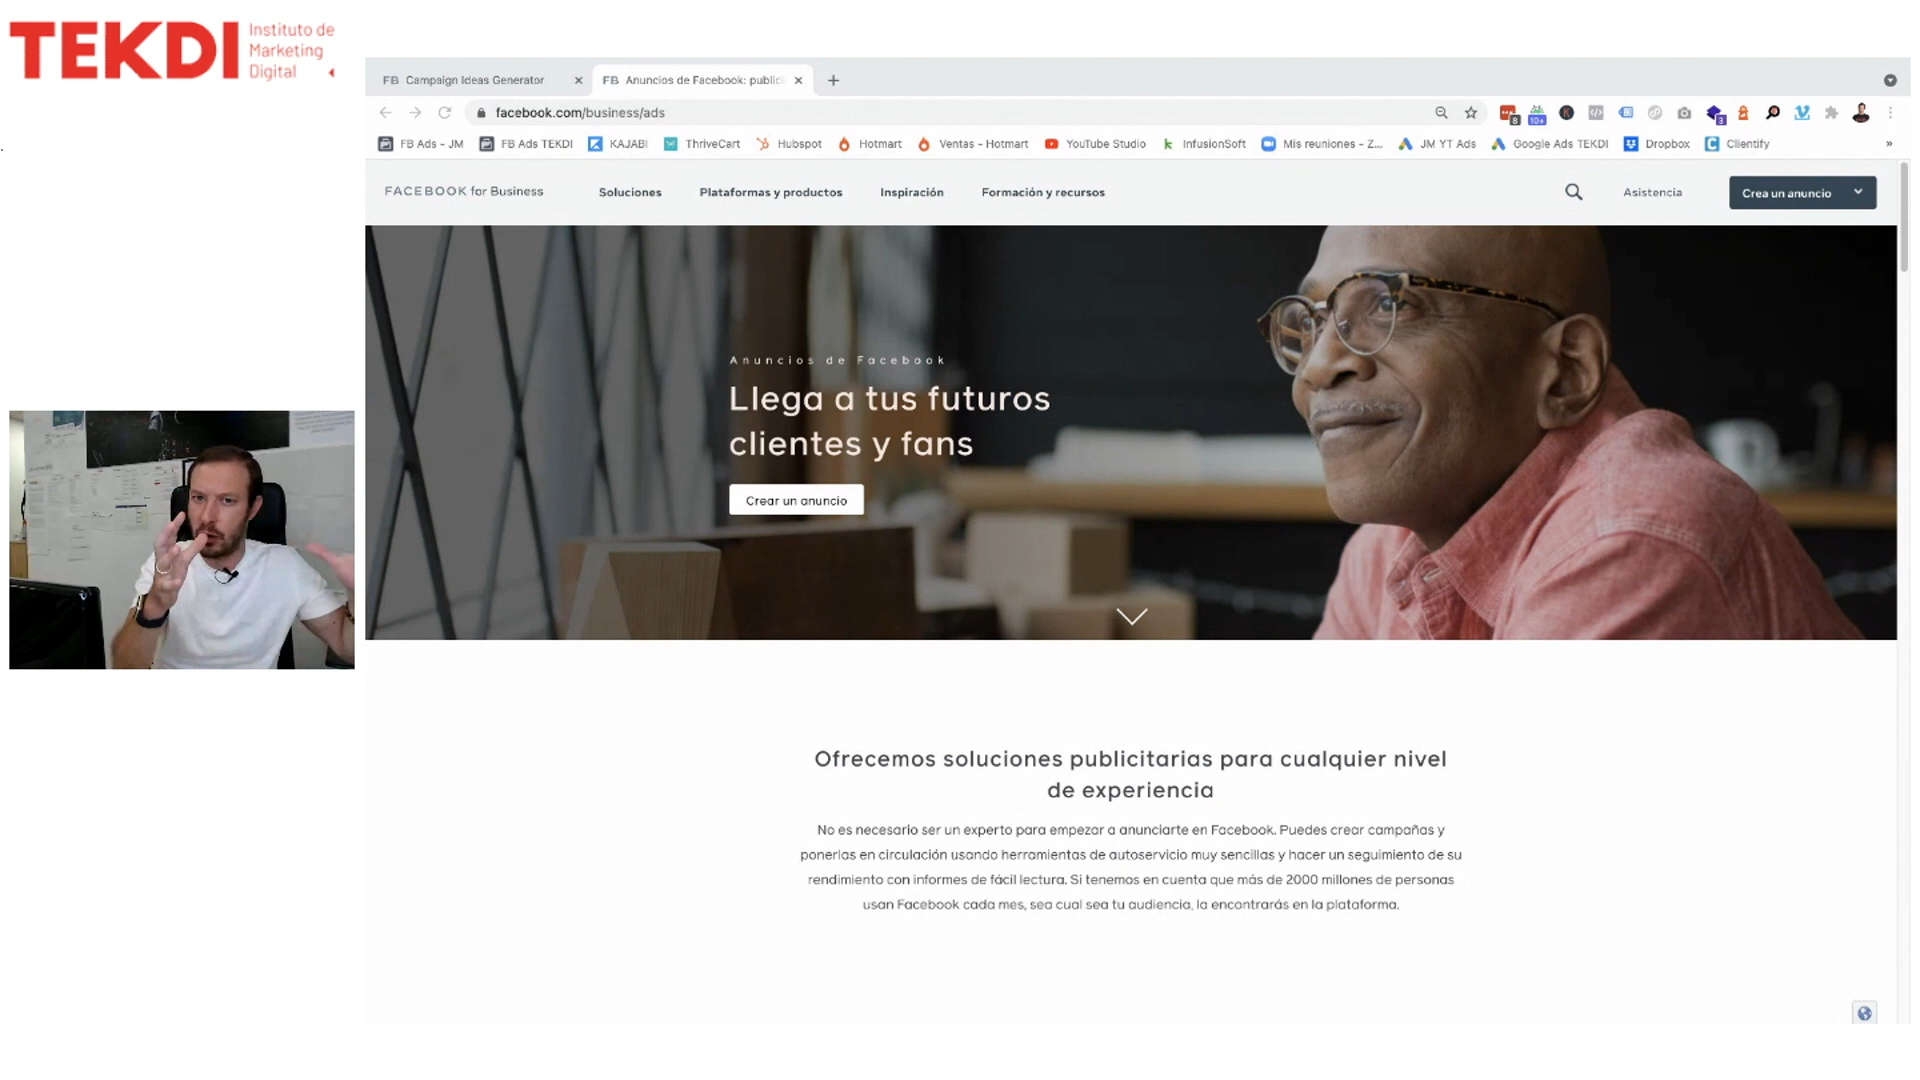 TEKDI
Instituto de
Marketing
Digital
FB Campaign Ideas Generator
FB Anuncios de Facebook: public
facebook.com/business/ads
8
10+
3
FB Ads - JM
FB Ads TEKDI
KAJABI
ThriveCart
Hubspot
Hotmart
Ventas - Hotmart
YouTube Studio
InfusionSoft
Mis reuniones - Z...
JM YT Ads
Google Ads TEKDI
Dropbox
Clientify
»
FACEBOOK for Business
Soluciones
Plataformas y productos
Inspiración
Formación y recursos
Asistencia
Crea un anuncio
Anuncios de Facebook
Llega a tus futuros
clientes y fans
Crear un anuncio
Ofrecemos soluciones publicitarias para cualquier nivel
de experiencia
No es necesario ser un experto para empezar a anunciarte en Facebook. Puedes crear campañas y
ponerlas en circulación usando herramientas de autoservicio muy sencillas y hacer un seguimiento de su
rendimiento con informes de fácil lectura. Si tenemos en cuenta que más de 2000 millones de personas
usan Facebook cada mes, sea cual sea tu audiencia, la encontrarás en la plataforma.